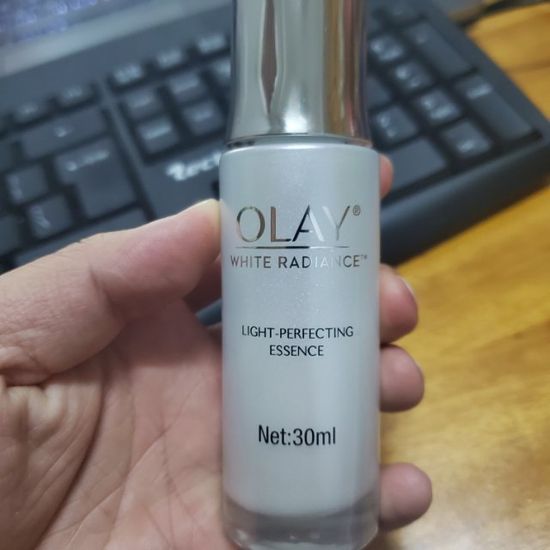 OLAY®
WHITE RADIANCE™
LIGHT-PERFECTING
ESSENCE
Net:30ml